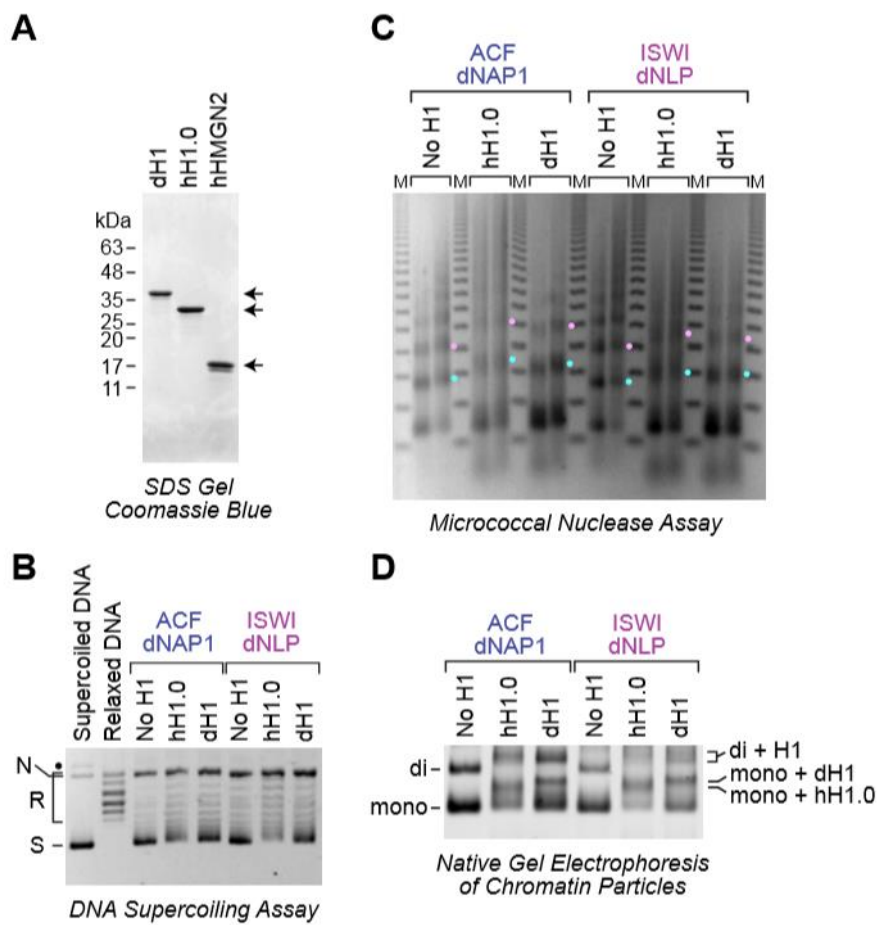 A
dH1
hH1.0
hHMGN2
kDa
63
48
35
25
20
17
11
SDS Gel
Coomassie Blue
C
ACF
dNAP1
ISWI
dNLP
No H1
hH1.0
dH1
No H1
hH1.0
dH1
M M M M M M M
Micrococcal Nuclease Assay
B
Supercoiled DNA
Relaxed DNA
ACF
dNAP1
ISWI
dNLP
No H1
hH1.0
dH1
No H1
hH1.0
dH1
N
R
S
DNA Supercoiling Assay
D
ACF
dNAP1
ISWI
dNLP
No H1
hH1.0
dH1
No H1
hH1.0
dH1
di
mono
di + H1
mono + dH1
mono + hH1.0
Native Gel Electrophoresis
of Chromatin Particles